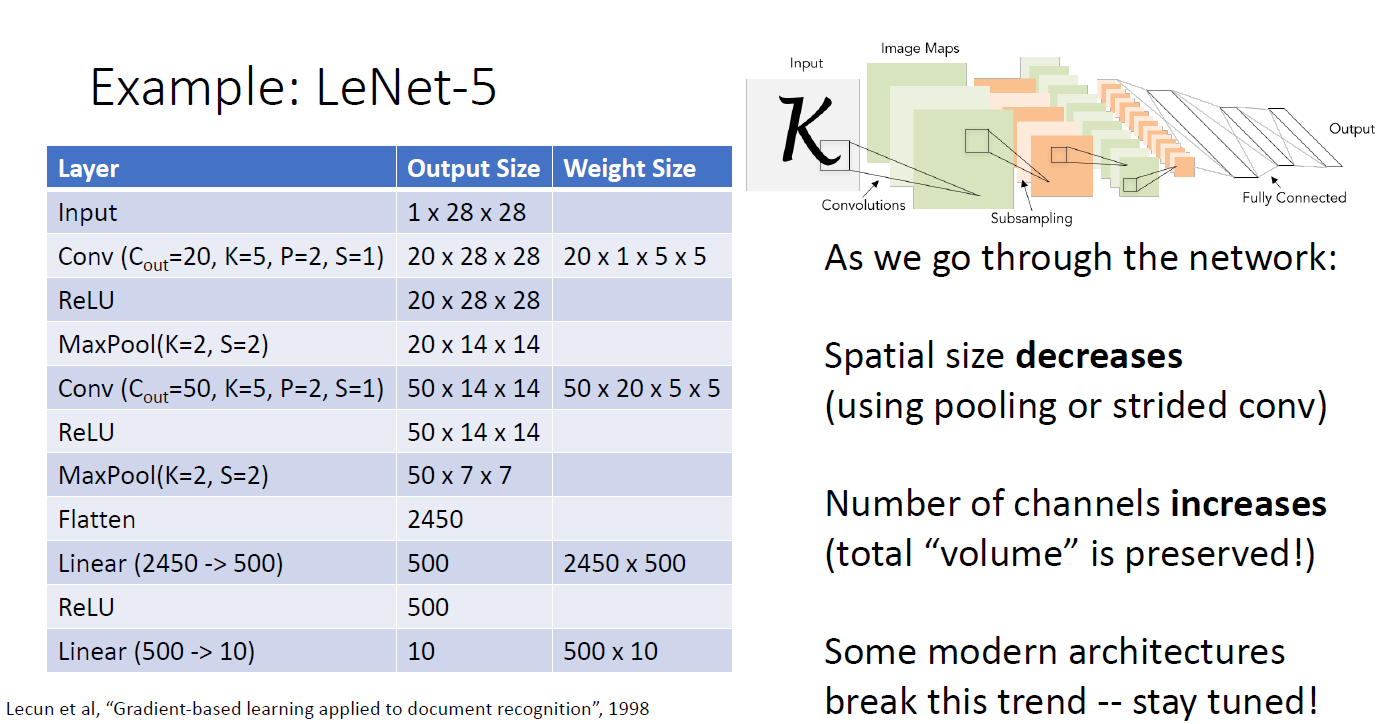 Example: LeNet-5
Layer Output Size Weight Size
Input 1 x 28 x 28
Conv (Cout=20, K=5, P=2, S=1) 20 x 28 x 28 20 x 1 x 5 x 5
ReLU 20 x 28 x 28
MaxPool(K=2, S=2) 20 x 14 x 14
Conv (Cout=50, K=5, P=2, S=1) 50 x 14 x 14 50 x 20 x 5 x 5
ReLU 50 x 14 x 14
MaxPool(K=2, S=2) 50 x 7 x 7
Flatten 2450
Linear (2450 -> 500) 500 2450 x 500
ReLU 500
Linear (500 -> 10) 10 500 x 10
Lecun et al, “Gradient-based learning applied to document recognition”, 1998
Image Maps
Input
K
Output
Convolutions
Subsampling
Fully Connected
As we go through the network:
Spatial size decreases
(using pooling or strided conv)
Number of channels increases
(total “volume” is preserved!)
Some modern architectures
break this trend -- stay tuned!